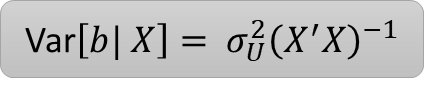 Var[b| X] = σ_U^2(X′X)^{−1}